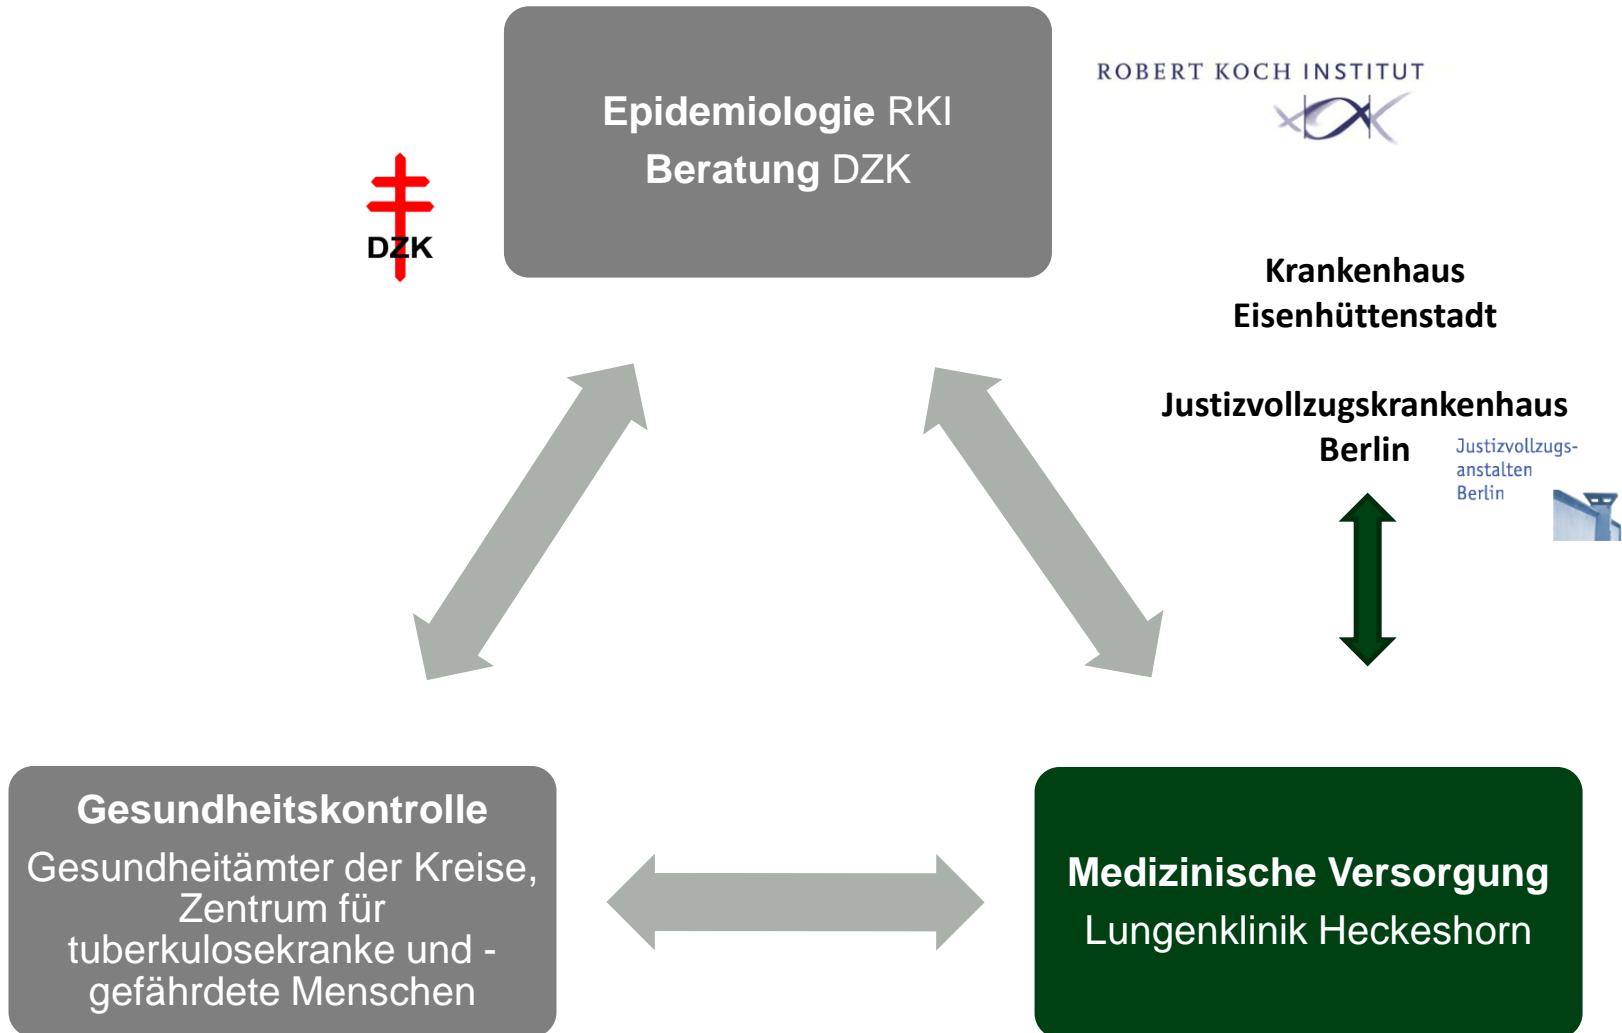 Epidemiologie RKI
Beratung DZK
ROBERT KOCH INSTITUT
DZK
Krankenhaus
Eisenhüttenstadt
Justizvollzugskrankenhaus
Berlin
Justizvollzugs-
anstalten
Berlin
Gesundheitskontrolle
Gesundheitämter der Kreise,
Zentrum für
tuberkulosekranke und -
gefährdete Menschen
Medizinische Versorgung
Lungenklinik Heckeshorn